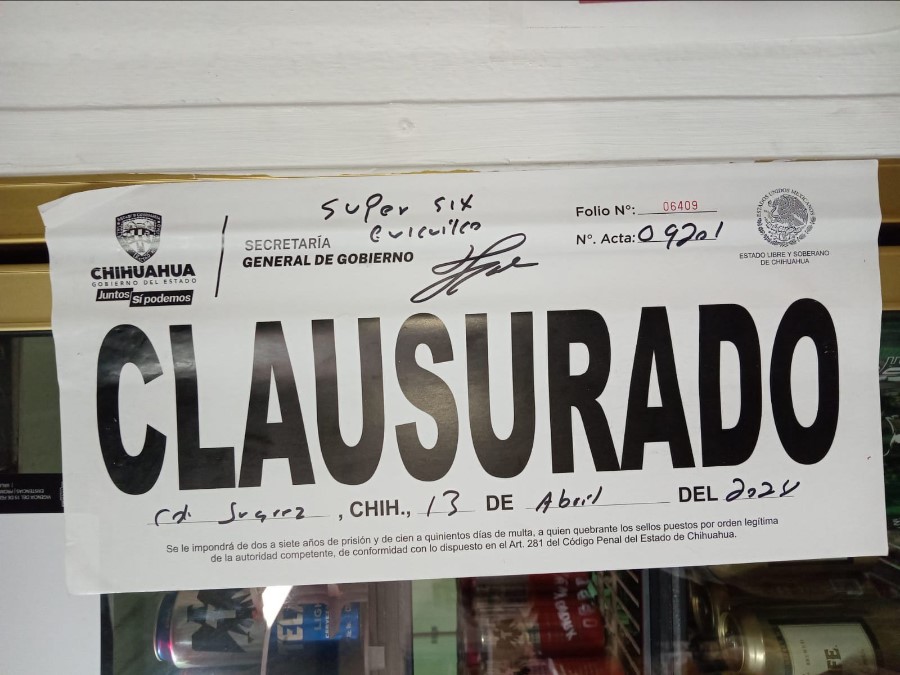 SUPER SIX
CUICUILCO
CHIHUAHUA
GOBIERNO DEL ESTADO
Juntos Sí podemos
SECRETARÍA
GENERAL DE GOBIERNO
Folio N°: 06409
N°. Acta: 09201
ESTADOS UNIDOS MEXICANOS
ESTADO LIBRE Y SOBERANO
DE CHIHUAHUA
CLAUSURADO
Cd. Juarez, CHIH., 13 DE Abril DEL 2024
Se le impondrá de dos a siete años de prisión y de cien a quinientos días de multa, a quien quebrante los sellos puestos por orden legítima
de la autoridad competente, de conformidad con lo dispuesto en el Art. 281 del Código Penal del Estado de Chihuahua.